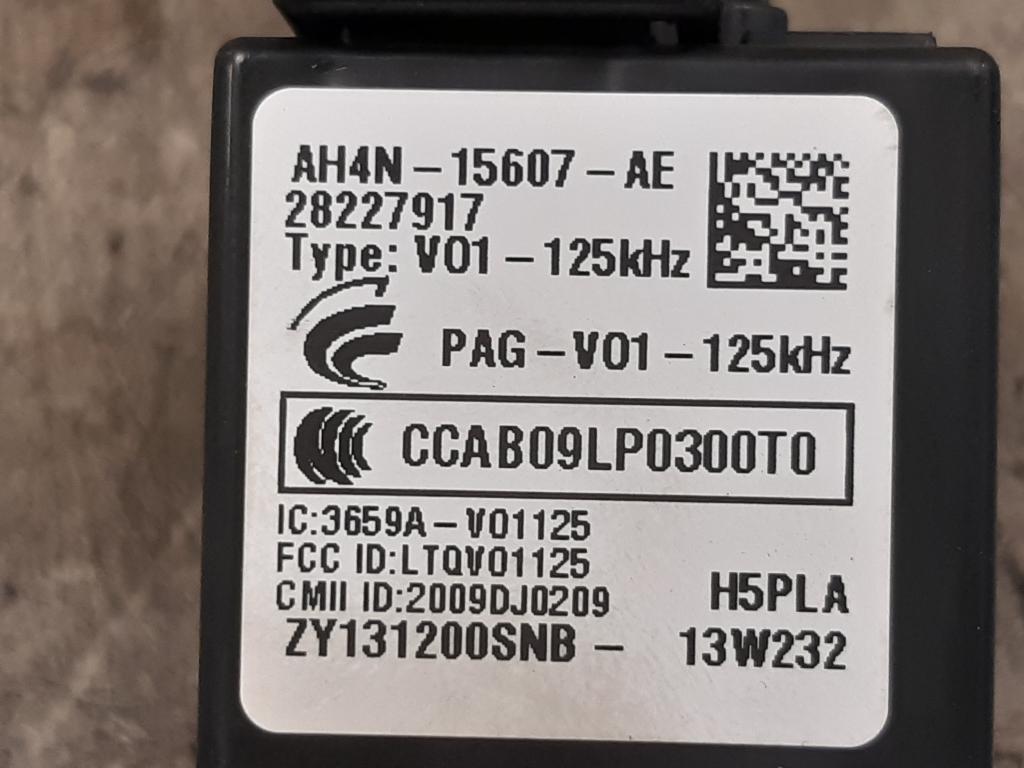 AH4N-15607-AE
28227917
Type: V01-125kHz
PAG-V01-125kHz
CCAB09LP0300T0
IC:3659A-V01125
FCC ID:LTQV01125
CMII ID:2009DJ0209
H5PLA
ZY131200SNB- 13W232